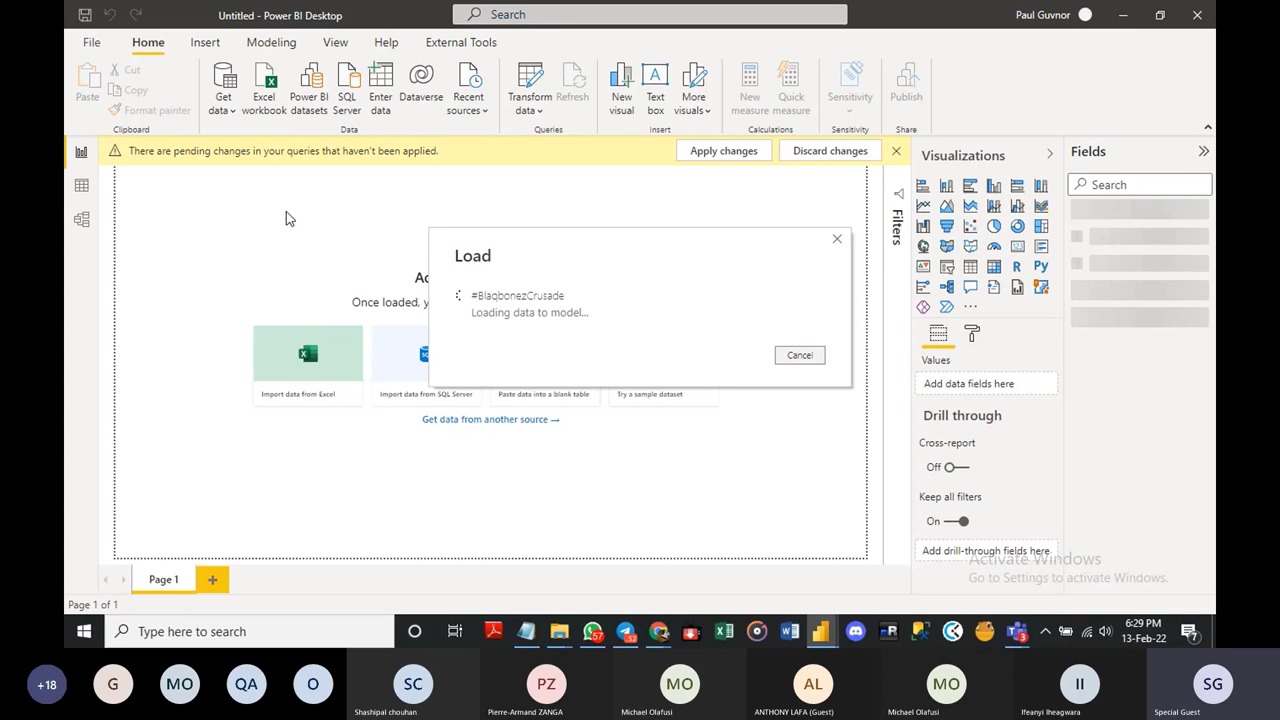 Untitled - Power BI Desktop
Search
Paul Guvnor
File
Home
Insert
Modeling
View
Help
External Tools
Paste
Cut
Copy
Format painter
Clipboard
Get data
Excel workbook
Power BI datasets
SQL Server
Enter data
Dataverse
Recent sources
Data
Transform data
Refresh
Queries
New visual
A
Text box
More visuals
Insert
New measure
Quick measure
Calculations
Sensitivity
Sensitivity
Publish
Share
There are pending changes in your queries that haven't been applied.
Apply changes
Discard changes
Filters
Load
#BlaqbonezCrusade
Loading data to model...
Cancel
Once loaded, y
Import data from Excel
Import data from SQL Server
Paste data into a blank table
Try a sample dataset
Get data from another source →
Visualizations
R
Py
Values
Add data fields here
Drill through
Cross-report
Off
Keep all filters
On
Add drill-through fields here
Fields
Search
Activate Windows
Go to Settings to activate Windows.
Page 1
Page 1 of 1
Type here to search
57
52
R
3
6:29 PM
13-Feb-22
7
+18
G
MO
QA
O
SC
Shashipal chouhan
PZ
Pierre-Armand ZANGA
MO
Michael Olafusi
AL
ANTHONY LAFA (Guest)
MO
Michael Olafusi
II
Ifeanyi Iheagwara
SG
Special Guest